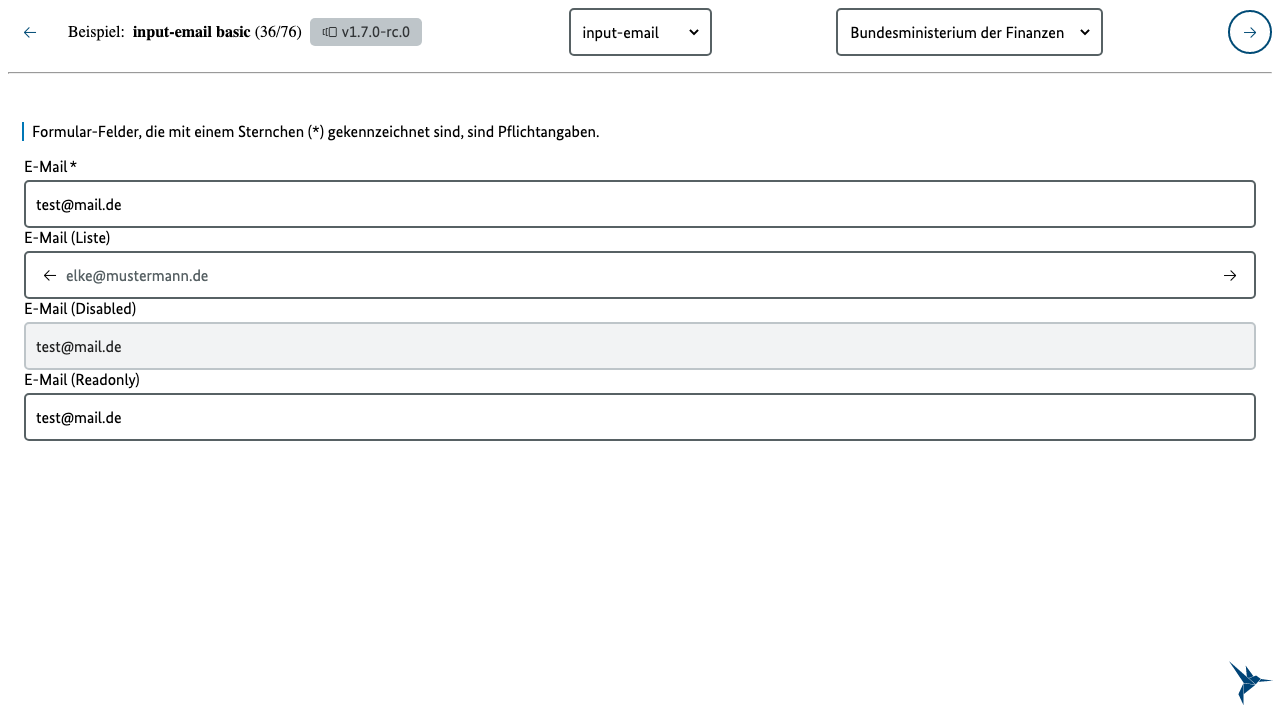 Beispiel: input-email basic (36/76) v1.7.0-rc.0 input-email Bundesministerium der Finanzen
Formular-Felder, die mit einem Sternchen (*) gekennzeichnet sind, sind Pflichtangaben.
E-Mail*
test@mail.de
E-Mail (Liste)
elke@mustermann.de
E-Mail (Disabled)
test@mail.de
E-Mail (Readonly)
test@mail.de